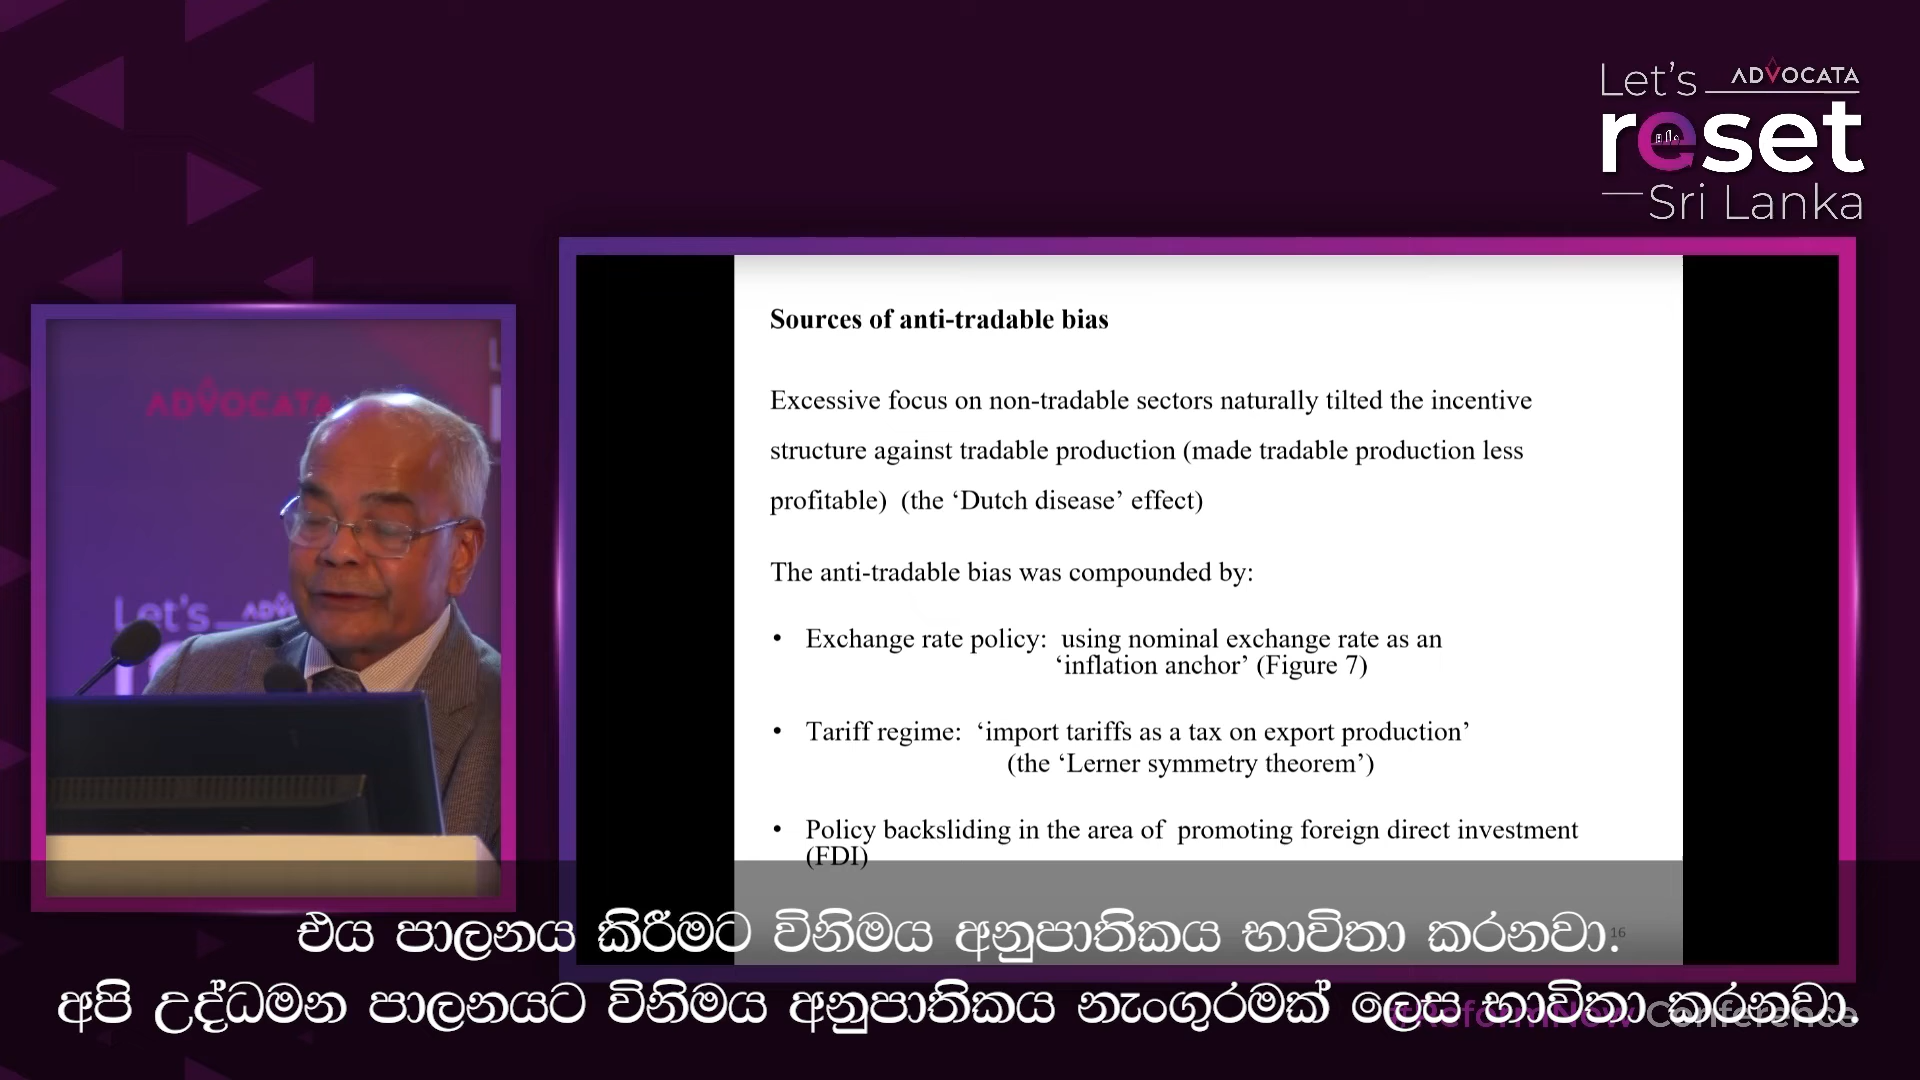 Let's ADVOCATA
reset
Sri Lanka
ADVOCATA
Let's
Sources of anti-tradable bias
Excessive focus on non-tradable sectors naturally tilted the incentive
structure against tradable production (made tradable production less
profitable) (the ‘Dutch disease’ effect)
The anti-tradable bias was compounded by:
• Exchange rate policy: using nominal exchange rate as an
‘inflation anchor’ (Figure 7)
• Tariff regime: ‘import tariffs as a tax on export production’
(the ‘Lerner symmetry theorem’)
• Policy backsliding in the area of promoting foreign direct investment
(FDI)
16
එය පාලනය කිරීමට විනිමය අනුපාතිකය භාවිතා කරනවා.
අපි උද්ධමන පාලනයට විනිමය අනුපාතිකය නැංගුරමක් ලෙස භාවිතා කරනවා.
#ReformNow Conference